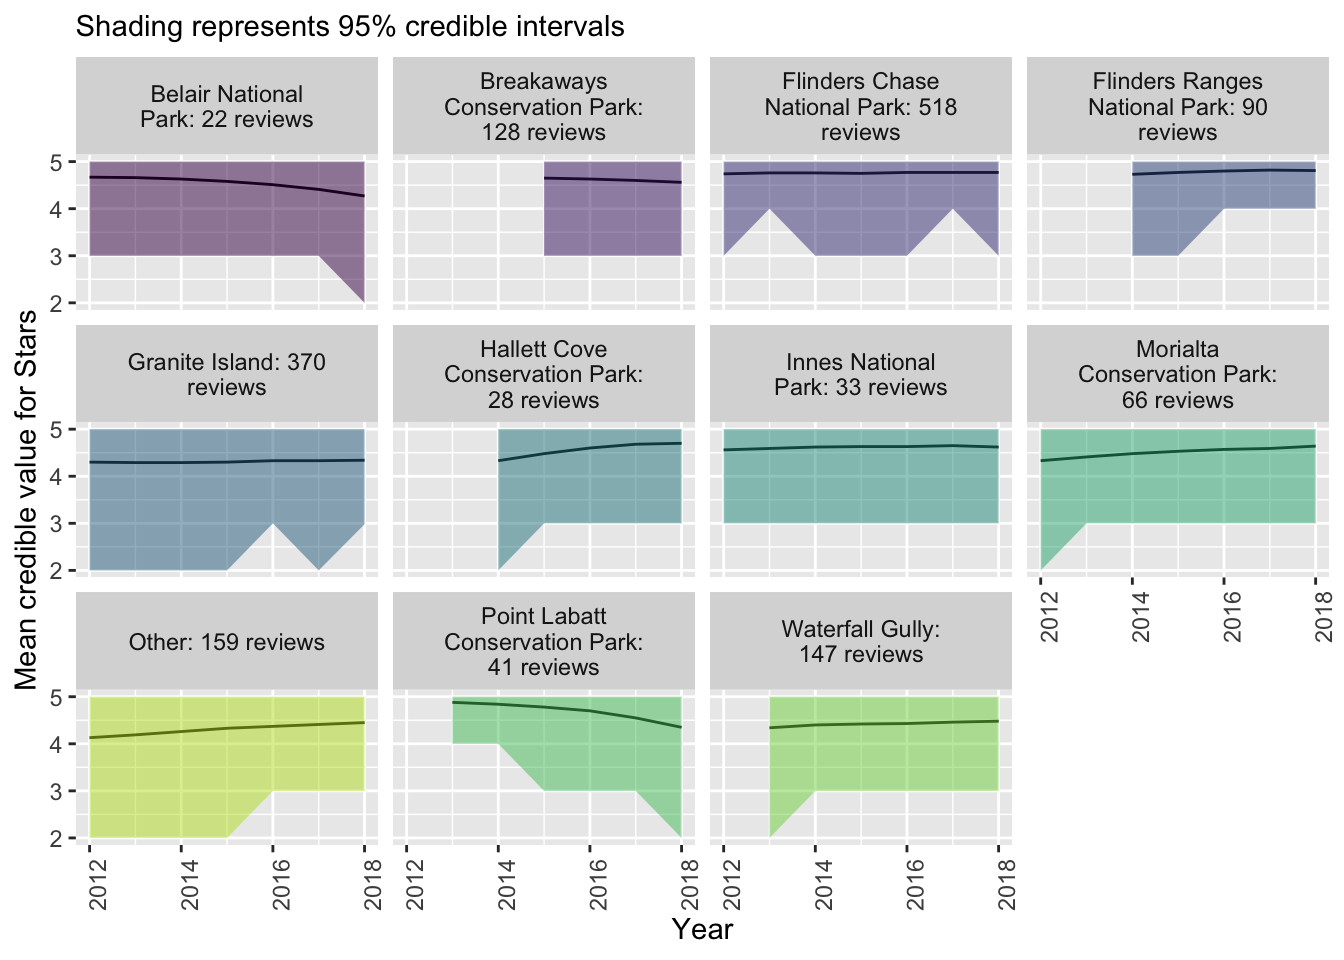 Shading represents 95% credible intervals
Belair National
Park: 22 reviews
Breakaways
Conservation Park:
128 reviews
Flinders Chase
National Park: 518
reviews
Flinders Ranges
National Park: 90
reviews
5
4
3
2
Granite Island: 370
reviews
Hallett Cove
Conservation Park:
28 reviews
Innes National
Park: 33 reviews
Morialta
Conservation Park:
66 reviews
5
4
3
2
2012
2014
2016
2018
Other: 159 reviews
Point Labatt
Conservation Park:
41 reviews
Waterfall Gully:
147 reviews
5
4
3
2
2012
2014
2016
2018
2012
2014
2016
2018
2012
2014
2016
2018
Year
Mean credible value for Stars